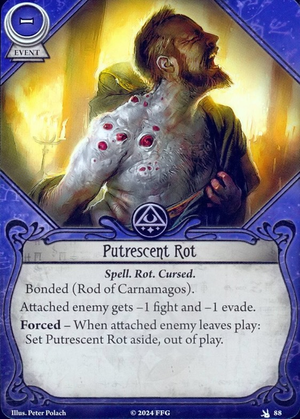 –
EVENT
Putrescent Rot
Spell. Rot. Cursed.
Bonded (Rod of Carnamagos).
Attached enemy gets –1 fight and –1 evade.
Forced – When attached enemy leaves play:
Set Putrescent Rot aside, out of play.
Illus. Peter Polach
© 2024 FFG
88